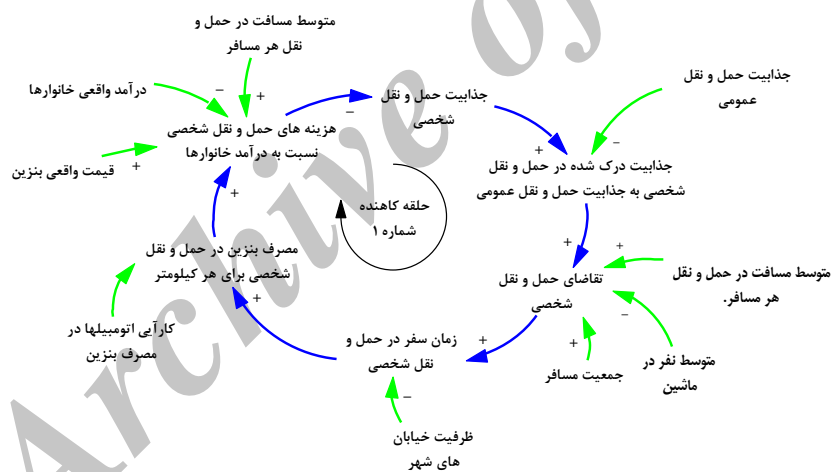 متوسط مسافت در حمل و
نقل هر مسافر
درآمد واقعی خانوارها
قیمت واقعی بنزین
هزینه های حمل و نقل شخصی
نسبت به درآمد خانوارها
جذابیت حمل و نقل
شخصی
جذابیت حمل و نقل
عمومی
جذابیت درک شده در حمل و نقل
شخصی به جذابیت حمل و نقل عمومی
حلقه کاهنده
شماره ۱
تقاضای حمل و نقل
شخصی
متوسط مسافت در حمل و نقل
هر مسافر.
متوسط نفر در
ماشین
جمعیت مسافر
زمان سفر در حمل و
نقل شخصی
ظرفیت خیابان
های شهر
مصرف بنزین در حمل و نقل
شخصی برای هر کیلومتر
کارآیی اتومبیلها در
مصرف بنزین
− + + − + − + + − + + − + +
Archive of